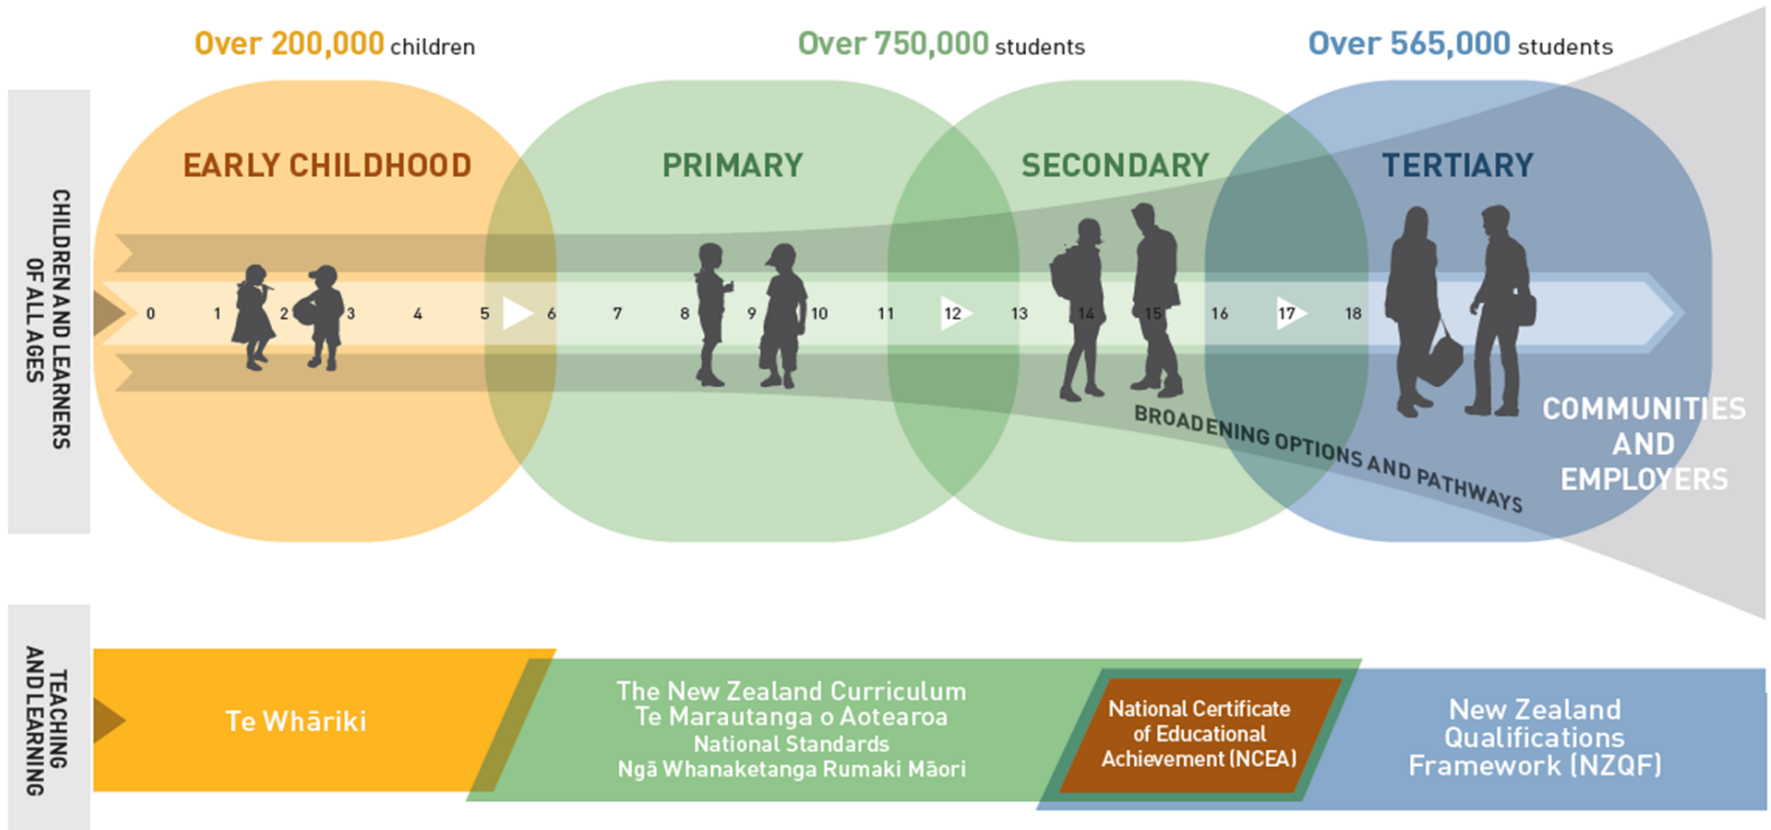 Over 200,000 children
Over 750,000 students
Over 565,000 students
CHILDREN AND LEARNERS
OF ALL AGES
EARLY CHILDHOOD
PRIMARY
SECONDARY
TERTIARY
0 1 2 3 4 5 6 7 8 9 10 11 12 13 14 15 16 17 18
BROADENING OPTIONS AND PATHWAYS
COMMUNITIES
AND
EMPLOYERS
TEACHING
AND LEARNING
Te Whāriki
The New Zealand Curriculum
Te Marautanga o Aotearoa
National Standards
Ngā Whanaketanga Rumaki Māori
National Certificate
of Educational
Achievement (NCEA)
New Zealand
Qualifications
Framework (NZQF)